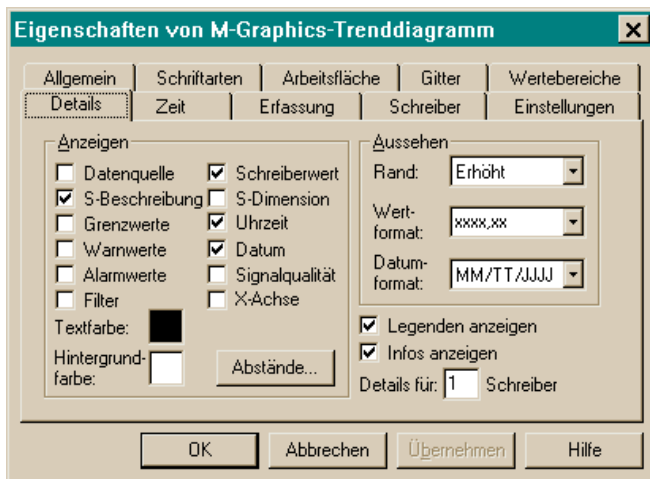 Eigenschaften von M-Graphics-Trenddiagramm
Allgemein Schriftarten Arbeitsfläche Gitter Wertebereiche
Details Zeit Erfassung Schreiber Einstellungen
Anzeigen
Datenquelle Schreiberwert
S-Beschreibung S-Dimension
Grenzwerte Uhrzeit
Warnwerte Datum
Alarmwerte Signalqualität
Filter X-Achse
Textfarbe:
Hintergrund-
farbe:
Abstände...
Aussehen
Rand: Erhöht
Wert-
format: xxxx,xx
Datum-
format: MM/TT/JJJJ
Legenden anzeigen
Infos anzeigen
Details für: 1 Schreiber
OK Abbrechen Übernehmen Hilfe